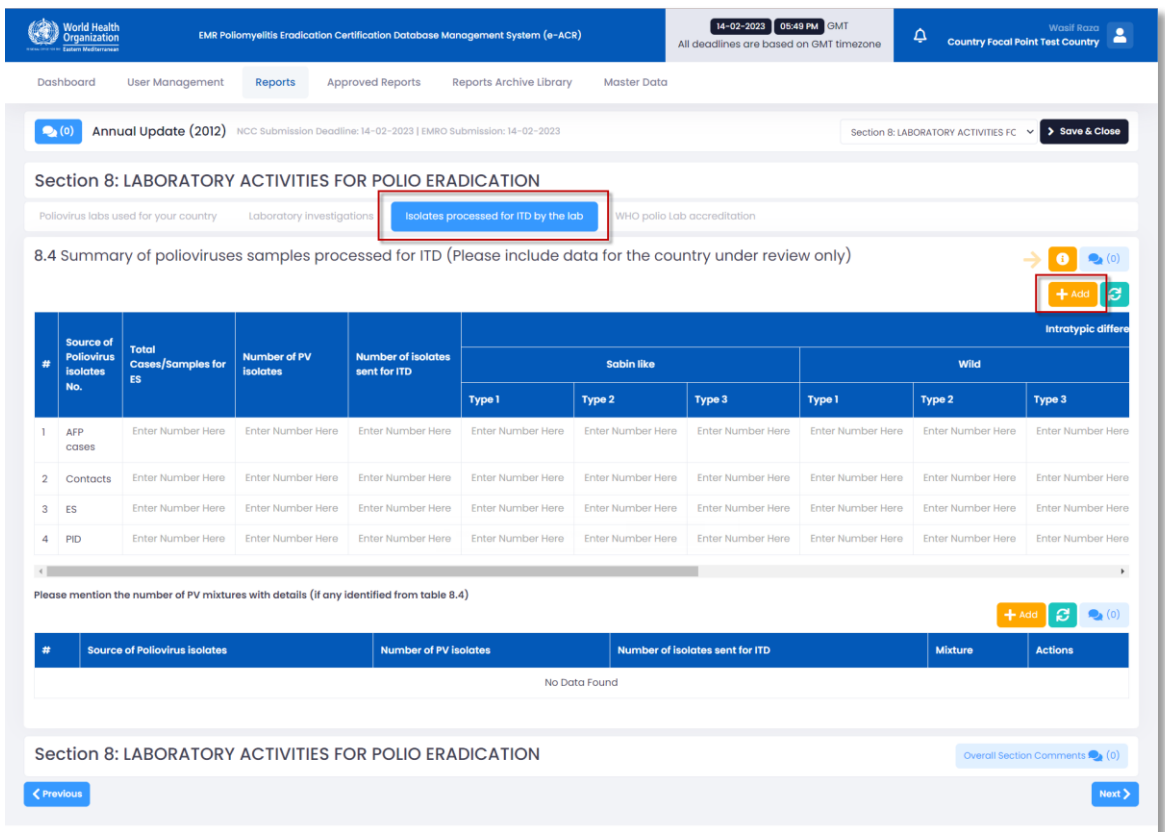 World Health
Organization
Eastern Mediterranean
EMR Poliomyelitis Eradication Certification Database Management System (e-ACR)
14-02-2023 05:49 PM GMT
All deadlines are based on GMT timezone
Wasif Raza
Country Focal Point Test Country
Dashboard User Management Reports Approved Reports Reports Archive Library Master Data
(0) Annual Update (2012) NCC Submission Deadline: 14-02-2023 | EMRO Submission: 14-02-2023 Section 8: LABORATORY ACTIVITIES FC Save & Close
Section 8: LABORATORY ACTIVITIES FOR POLIO ERADICATION
Poliovirus labs used for your country Laboratory investigations Isolates processed for ITD by the lab WHO polio Lab accreditation
8.4 Summary of polioviruses samples processed for ITD (Please include data for the country under review only) (0)
+ Add
Intratypic differe
# Source of Poliovirus isolates No. Total Cases/Samples for ES Number of PV isolates Number of isolates sent for ITD Sabin like Wild
Type 1 Type 2 Type 3 Type 1 Type 2 Type 3
1 AFP cases Enter Number Here Enter Number Here Enter Number Here Enter Number Here Enter Number Here Enter Number Here Enter Number Here Enter Number Here Enter Number Here
2 Contacts Enter Number Here Enter Number Here Enter Number Here Enter Number Here Enter Number Here Enter Number Here Enter Number Here Enter Number Here Enter Number Here
3 ES Enter Number Here Enter Number Here Enter Number Here Enter Number Here Enter Number Here Enter Number Here Enter Number Here Enter Number Here Enter Number Here
4 PID Enter Number Here Enter Number Here Enter Number Here Enter Number Here Enter Number Here Enter Number Here Enter Number Here Enter Number Here Enter Number Here
Please mention the number of PV mixtures with details (if any identified from table 8.4)
+ Add (0)
# Source of Poliovirus isolates Number of PV isolates Number of isolates sent for ITD Mixture Actions
No Data Found
Section 8: LABORATORY ACTIVITIES FOR POLIO ERADICATION Overall Section Comments (0)
Previous Next